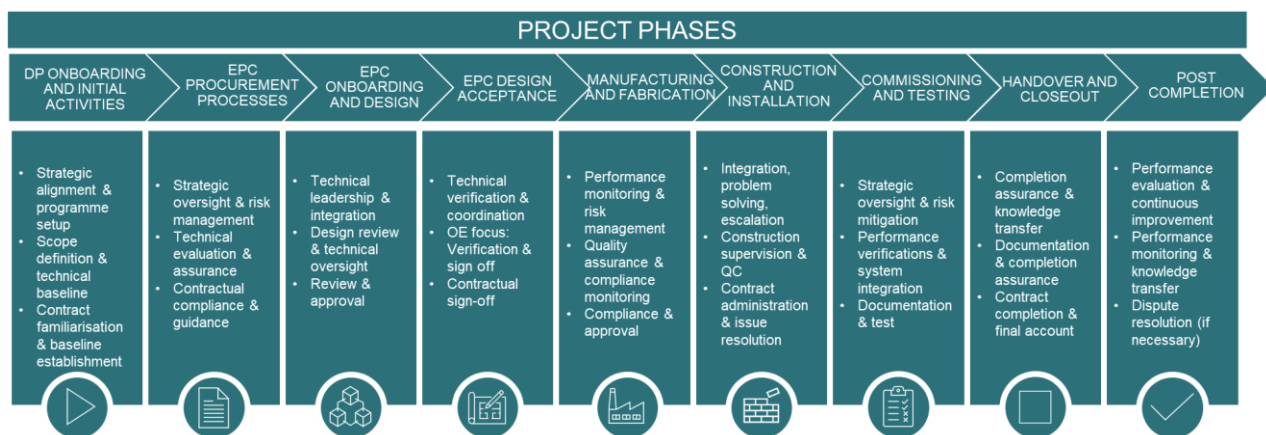 PROJECT PHASES
DP ONBOARDING
AND INITIAL
ACTIVITIES
EPC
PROCUREMENT
PROCESSES
EPC
ONBOARDING
AND DESIGN
EPC DESIGN
ACCEPTANCE
MANUFACTURING
AND FABRICATION
CONSTRUCTION
AND
INSTALLATION
COMMISSIONING
AND TESTING
HANDOVER AND
CLOSEOUT
POST
COMPLETION
• Strategic
alignment &
programme
setup
• Scope
definition &
technical
baseline
• Contract
familiarisation
& baseline
establishment
• Strategic
oversight & risk
management
• Technical
evaluation &
assurance
• Contractual
compliance &
guidance
• Technical
leadership &
integration
• Design review
& technical
oversight
• Review &
approval
• Technical
verification &
coordination
• OE focus:
Verification &
sign off
• Contractual
sign-off
• Performance
monitoring &
risk
management
• Quality
assurance &
compliance
monitoring
• Compliance &
approval
• Integration,
problem
solving,
escalation
• Construction
supervision &
QC
• Contract
administration
& issue
resolution
• Strategic
oversight & risk
mitigation
• Performance
verifications &
system
integration
• Documentation
& test
• Completion
assurance &
knowledge
transfer
• Documentation
& completion
assurance
• Contract
completion &
final account
• Performance
evaluation &
continuous
improvement
• Performance
monitoring &
knowledge
transfer
• Dispute
resolution (if
necessary)